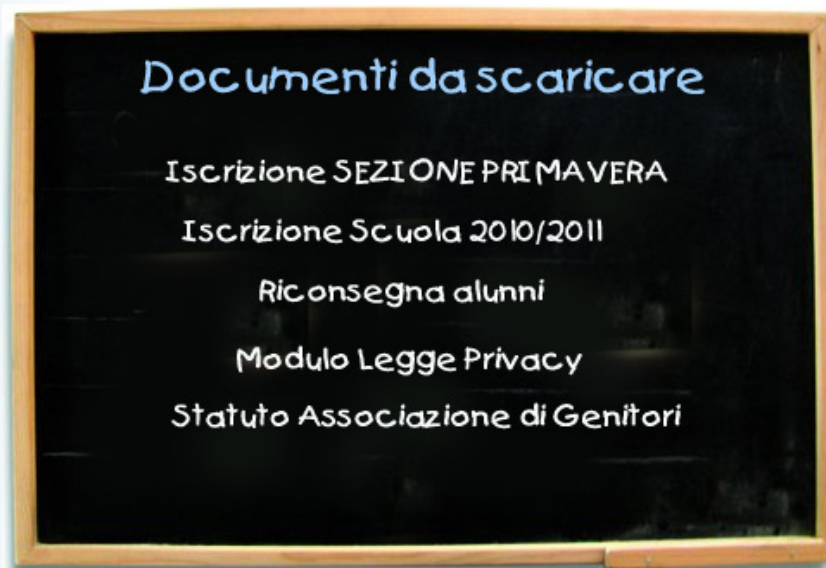 Documenti da scaricare
Iscrizione SEZIONE PRIMAVERA
Iscrizione Scuola 2010/2011
Riconsegna alunni
Modulo Legge Privacy
Statuto Associazione di Genitori